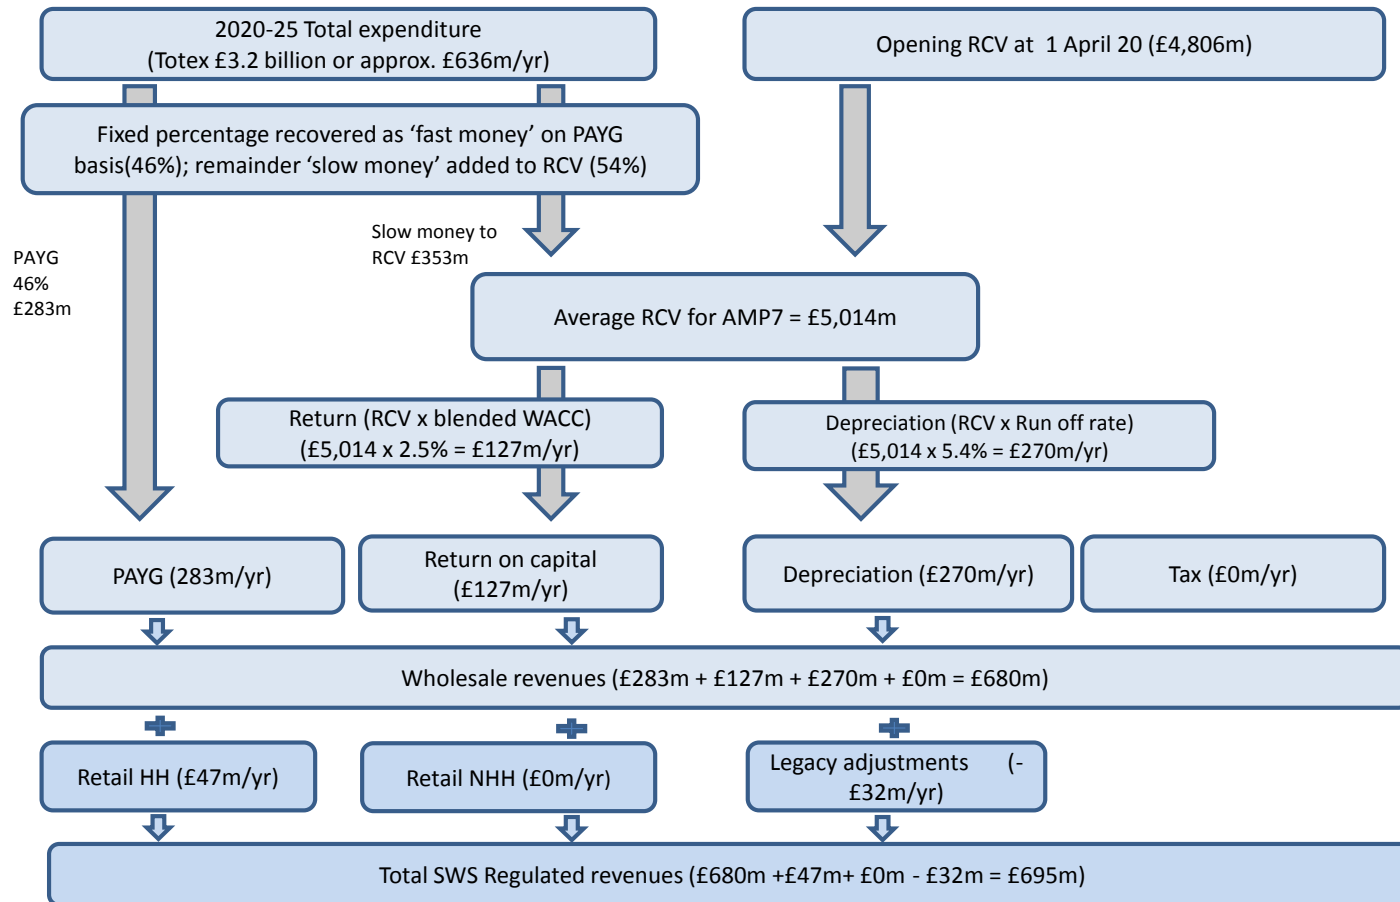 2020-25 Total expenditure
(Totex £3.2 billion or approx. £636m/yr)
Opening RCV at  1 April 20 (£4,806m)
Fixed percentage recovered as ‘fast money’ on PAYG
basis(46%); remainder ‘slow money’ added to RCV (54%)
PAYG
46%
£283m
Slow money to
RCV £353m
Average RCV for AMP7 = £5,014m
Return (RCV x blended WACC)
(£5,014 x 2.5% = £127m/yr)
Depreciation (RCV x Run off rate)
(£5,014 x 5.4% = £270m/yr)
PAYG (283m/yr)
Return on capital
(£127m/yr)
Depreciation (£270m/yr)
Tax (£0m/yr)
Wholesale revenues (£283m + £127m + £270m + £0m = £680m)
Retail HH (£47m/yr)
Retail NHH (£0m/yr)
Legacy adjustments (-
£32m/yr)
Total SWS Regulated revenues (£680m +£47m+ £0m - £32m = £695m)